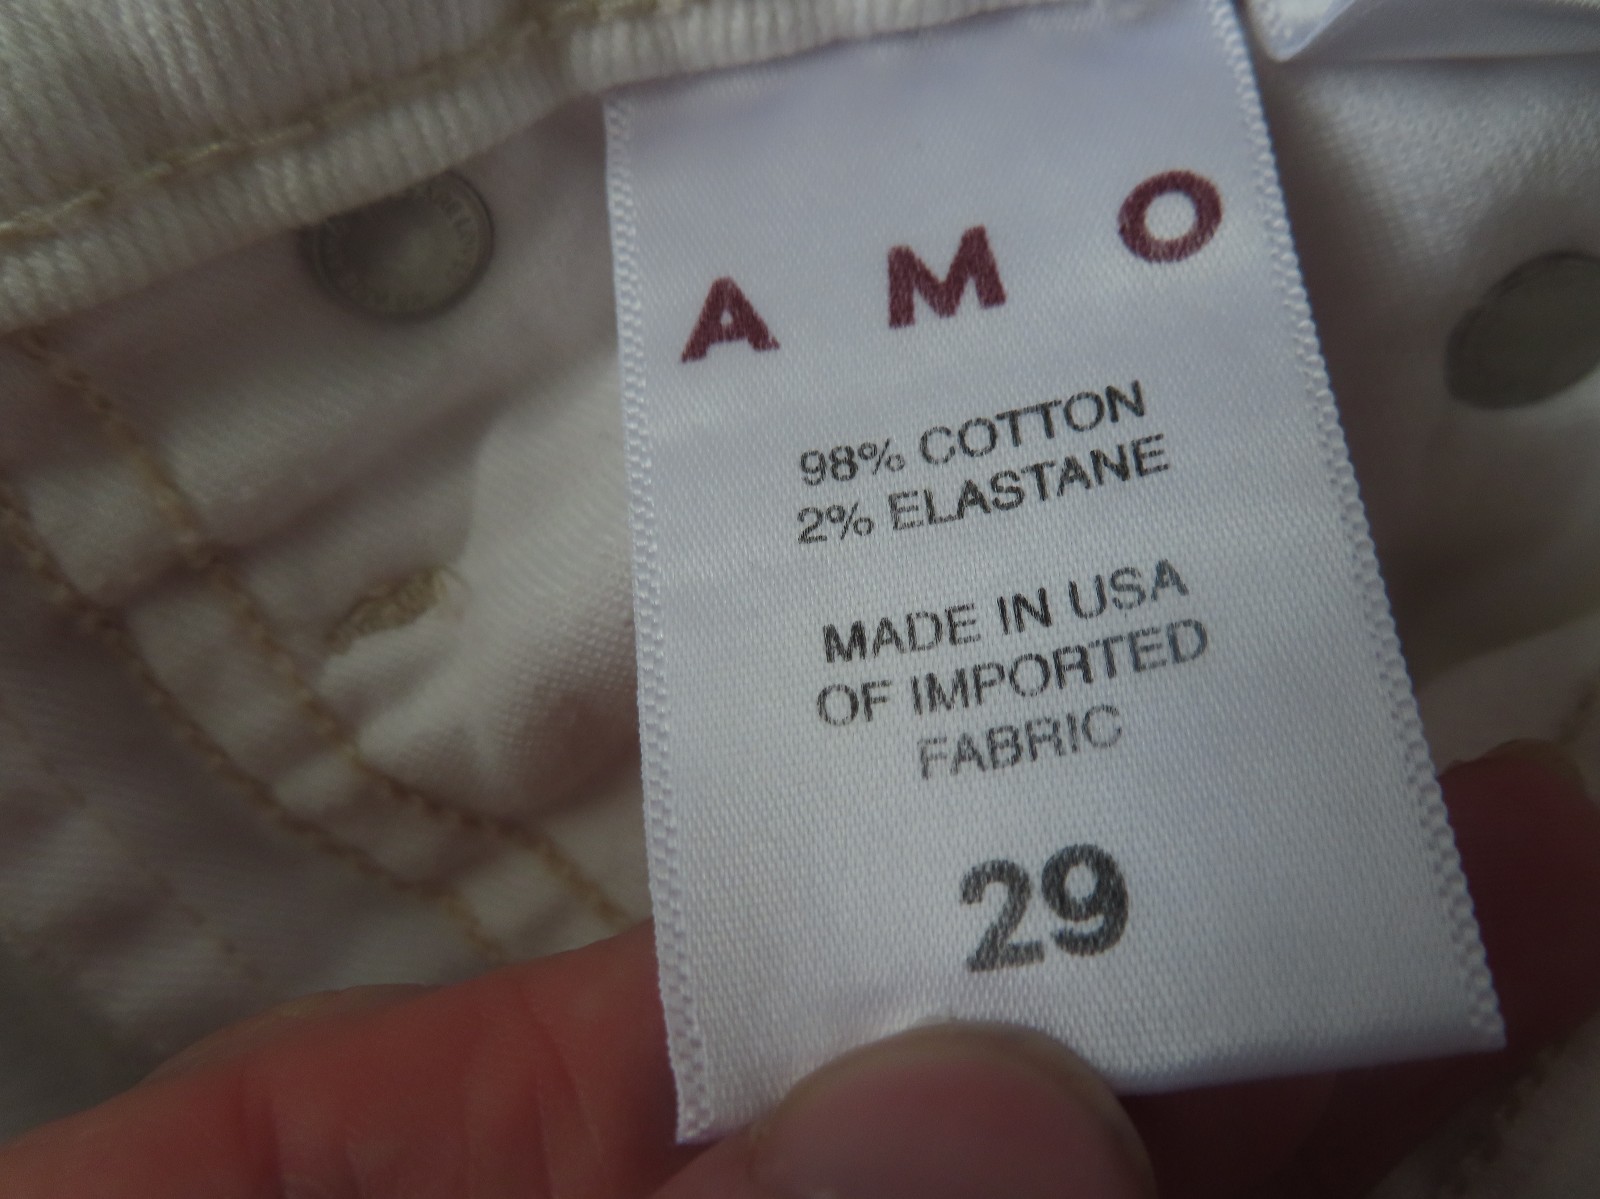 A M O
98% COTTON
2% ELASTANE
MADE IN USA
OF IMPORTED
FABRIC
29